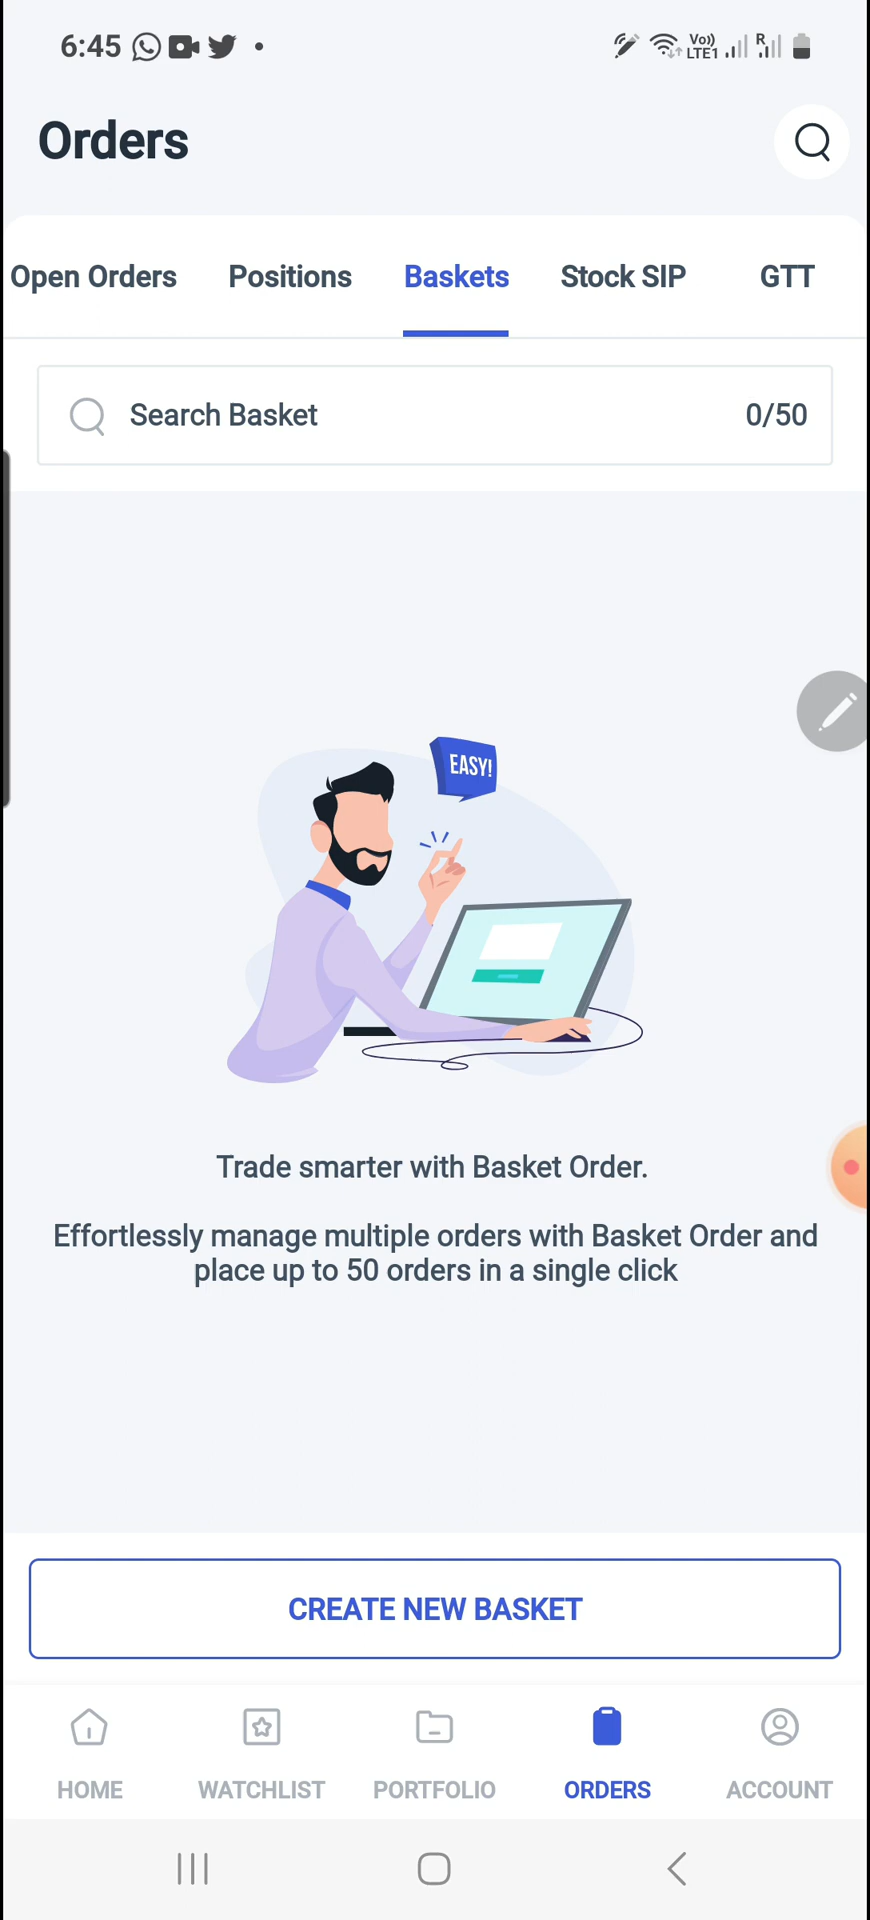 6:45
Vo))
LTE1
R
Orders
Open Orders Positions Baskets Stock SIP GTT
Search Basket 0/50
EASY!
Trade smarter with Basket Order.
Effortlessly manage multiple orders with Basket Order and
place up to 50 orders in a single click
CREATE NEW BASKET
HOME WATCHLIST PORTFOLIO ORDERS ACCOUNT